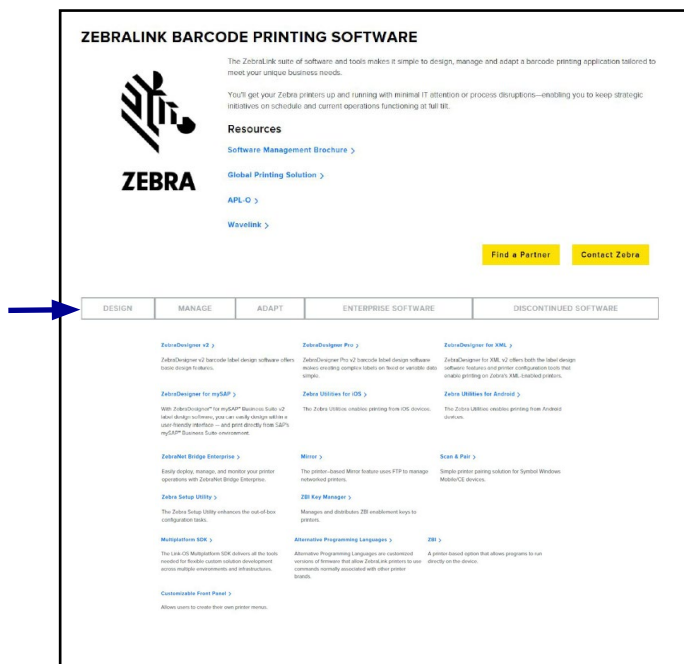 ZEBRALINK BARCODE PRINTING SOFTWARE
The ZebraLink suite of software and tools makes it simple to design, manage and adapt a barcode printing application tailored to
meet your unique business needs.
You'll get your Zebra printers up and running with minimal IT attention or process disruptions—enabling you to keep strategic
initiatives on schedule and current operations functioning at full tilt.
Resources
Software Management Brochure >
Global Printing Solution >
APL-O >
Wavelink >
ZEBRA
Find a Partner
Contact Zebra
DESIGN MANAGE ADAPT ENTERPRISE SOFTWARE DISCONTINUED SOFTWARE
ZebraDesigner v2 >
ZebraDesigner v2 barcode label design software offers
basic design features.
ZebraDesigner Pro >
ZebraDesigner Pro v2 barcode label design software
makes creating complex labels on fixed or variable data
simple.
ZebraDesigner for XML >
ZebraDesigner for XML v2 offers both the label design
software features and printer configuration tools that
enable printing on Zebra's XML-enabled printers.
ZebraDesigner for mySAP >
With ZebraDesigner™ for mySAP™ Business Suite v2
label design software, you can easily design within a
user-friendly interface — and print directly from SAP's
mySAP™ Business Suite environment.
Zebra Utilities for iOS >
The Zebra Utilities enables printing from iOS devices.
Zebra Utilities for Android >
The Zebra Utilities enables printing from Android
devices.
ZebraNet Bridge Enterprise >
Easily deploy, manage, and monitor your printer
operations with ZebraNet Bridge Enterprise.
Mirror >
The printer-based Mirror feature uses FTP to manage
networked printers.
Scan & Pair >
Simple printer pairing solution for Symbol Windows
Mobile/CE devices.
Zebra Setup Utility >
The Zebra Setup Utility enhances the out-of-box
configuration tasks.
ZBI Key Manager >
Manages and distributes ZBI enablement keys to
printers.
Multiplatform SDK >
The Link-OS Multiplatform SDK delivers all the tools
needed for flexible custom solution development
across multiple environments and infrastructures.
Alternative Programming Languages >
Alternative Programming Languages are customized
versions of firmware that allow ZebraLink printers to use
commands normally associated with other printer
brands.
ZBI >
A printer-based option that allows programs to run
directly on the device.
Customizable Front Panel >
Allows users to create their own printer menus.